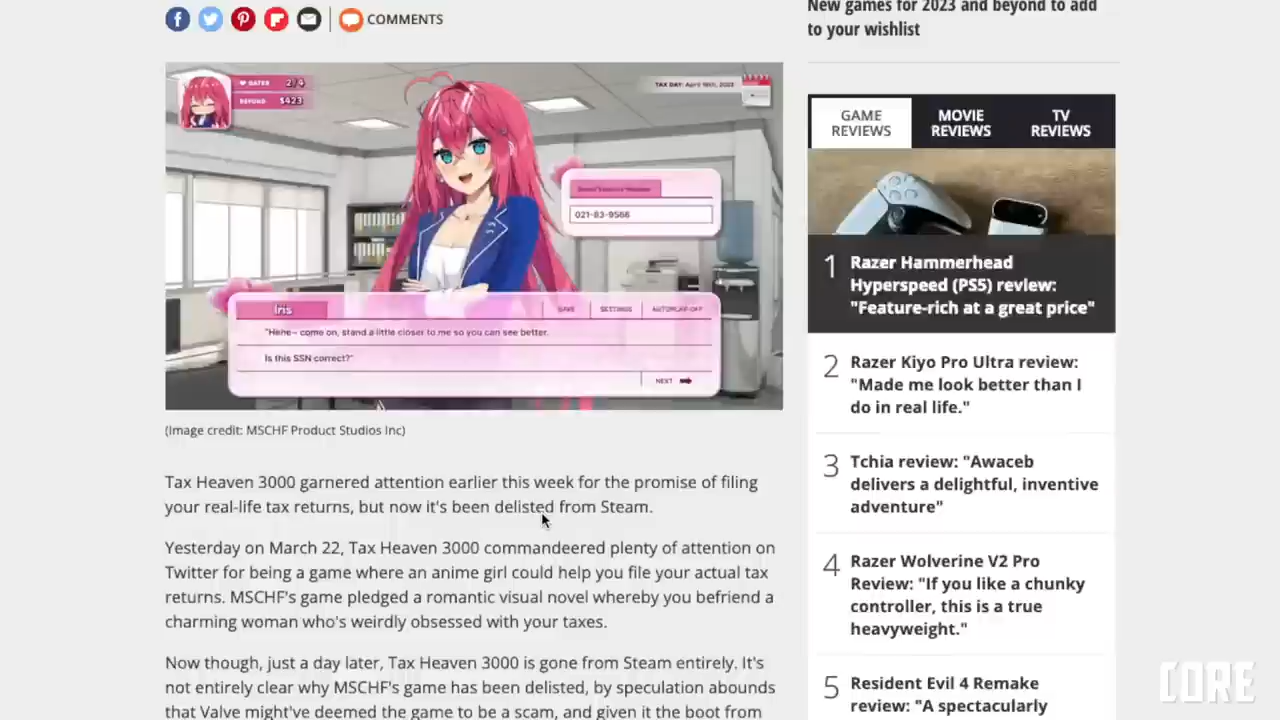 COMMENTS
New games for 2023 and beyond to add
to your wishlist
DATES 2/4
REFUND $423
TAX DAY: April 18th, 2023
Social Security Number
021-83-9566
Iris
SAVE
SETTINGS
AUTOPLAY: OFF
"Here-- come on, stand a little closer to me so you can see better.
Is this SSN correct?"
NEXT
(Image credit: MSCHF Product Studios Inc)
Tax Heaven 3000 garnered attention earlier this week for the promise of filing
your real-life tax returns, but now it's been delisted from Steam.
Yesterday on March 22, Tax Heaven 3000 commandeered plenty of attention on
Twitter for being a game where an anime girl could help you file your actual tax
returns. MSCHF's game pledged a romantic visual novel whereby you befriend a
charming woman who's weirdly obsessed with your taxes.
Now though, just a day later, Tax Heaven 3000 is gone from Steam entirely. It's
not entirely clear why MSCHF's game has been delisted, by speculation abounds
that Valve might've deemed the game to be a scam, and given it the boot from
GAME
REVIEWS
MOVIE
REVIEWS
TV
REVIEWS
1 Razer Hammerhead
Hyperspeed (PS5) review:
"Feature-rich at a great price"
2 Razer Kiyo Pro Ultra review:
"Made me look better than I
do in real life."
3 Tchia review: "Awaceb
delivers a delightful, inventive
adventure"
4 Razer Wolverine V2 Pro
Review: "If you like a chunky
controller, this is a true
heavyweight."
5 Resident Evil 4 Remake
review: "A spectacularly
CORE